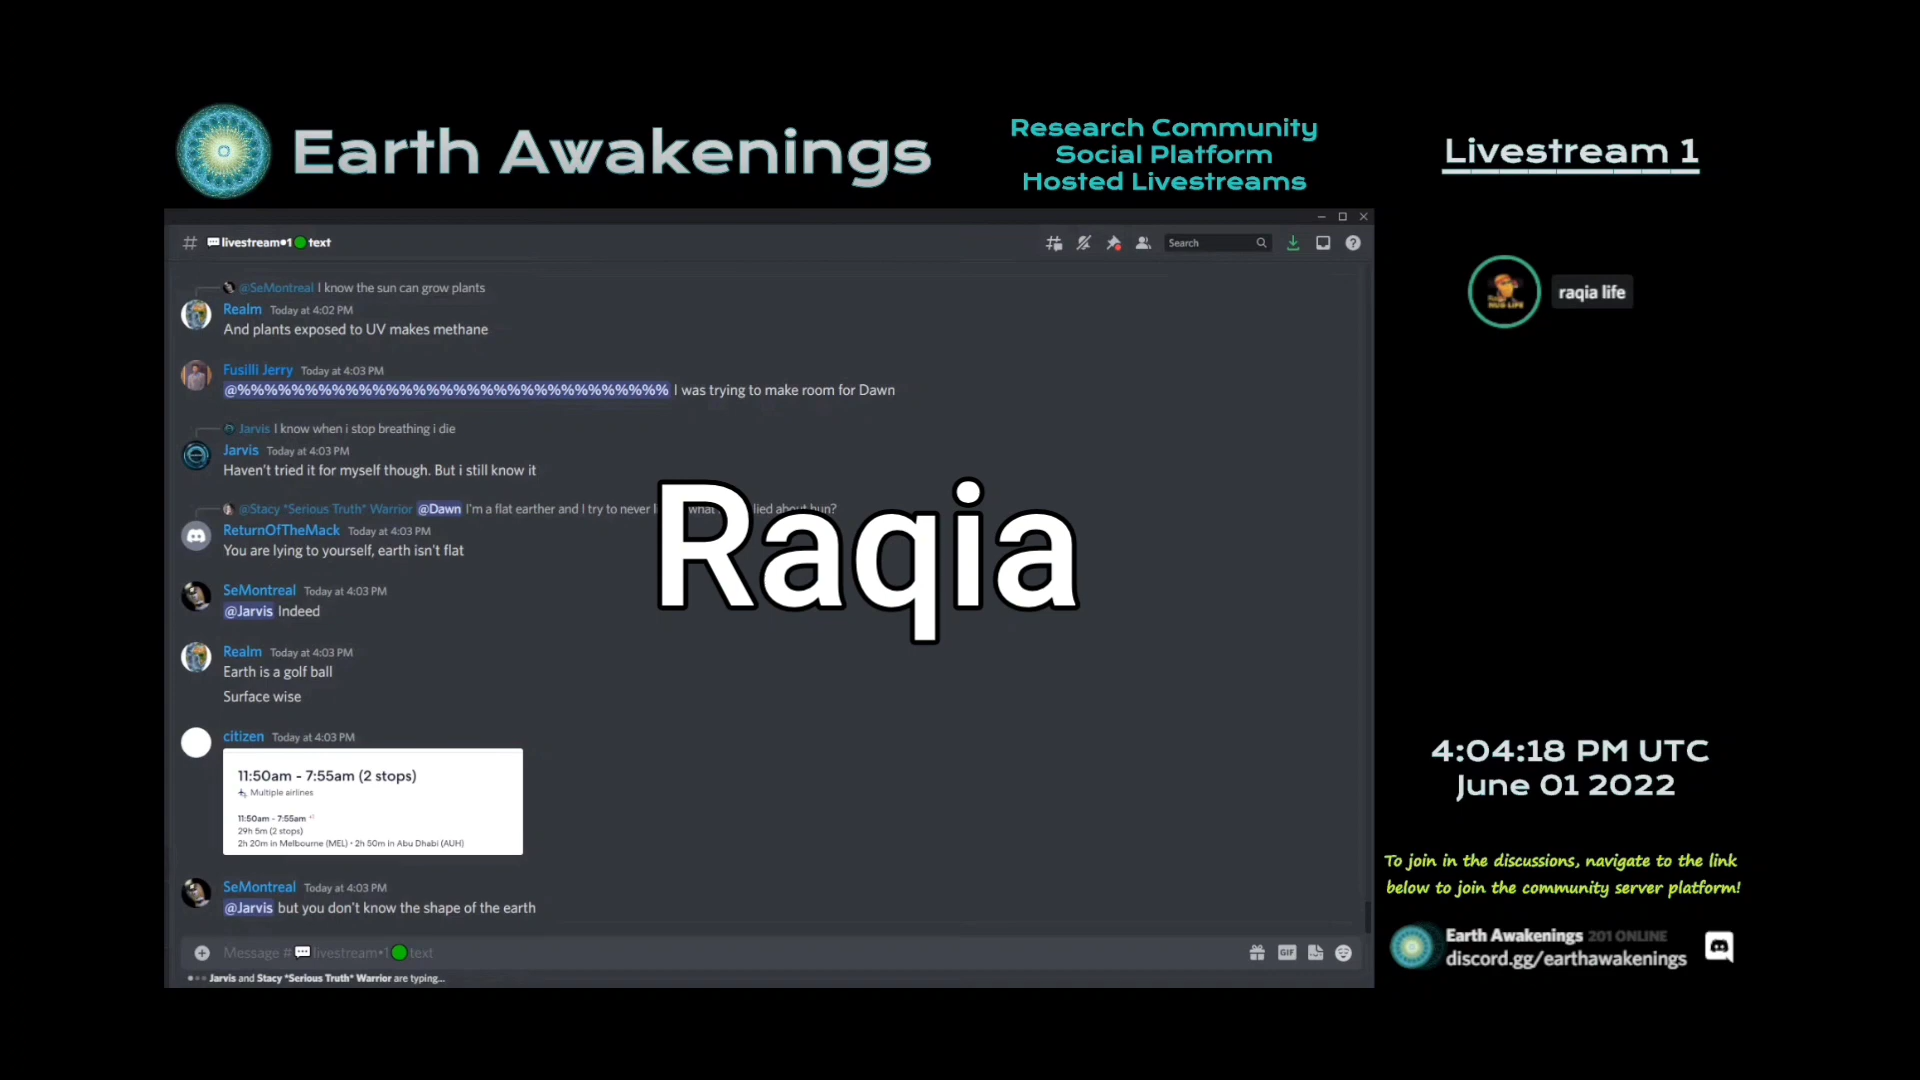 Earth Awakenings
Research Community
Social Platform
Hosted Livestreams
Livestream 1
# livestream•1 text
Search
raqia life
@SeMontreal I know the sun can grow plants
Realm Today at 4:02 PM
And plants exposed to UV makes methane
Fusilli Jerry Today at 4:03 PM
@%%%%%%%%%%%%%%%%%%%%%%%%%%%%%%%% I was trying to make room for Dawn
Jarvis I know when i stop breathing i die
Jarvis Today at 4:03 PM
Haven't tried it for myself though. But i still know it
@Stacy *Serious Truth* Warrior @Dawn I'm a flat earther and I try to never what lied about hun?
ReturnOfTheMack Today at 4:03 PM
You are lying to yourself, earth isn't flat
Raqia
SeMontreal Today at 4:03 PM
@Jarvis Indeed
Realm Today at 4:03 PM
Earth is a golf ball
Surface wise
citizen Today at 4:03 PM
11:50am - 7:55am (2 stops)
Multiple airlines
11:50am - 7:55am +1
29h 5m (2 stops)
2h 20m in Melbourne (MEL) • 2h 50m in Abu Dhabi (AUH)
SeMontreal Today at 4:03 PM
@Jarvis but you don't know the shape of the earth
Message # livestream•1 text
GIF
Jarvis and Stacy *Serious Truth* Warrior are typing...
4:04:18 PM UTC
June 01 2022
To join in the discussions, navigate to the link
below to join the community server platform!
Earth Awakenings 201 ONLINE
discord.gg/earthawakenings